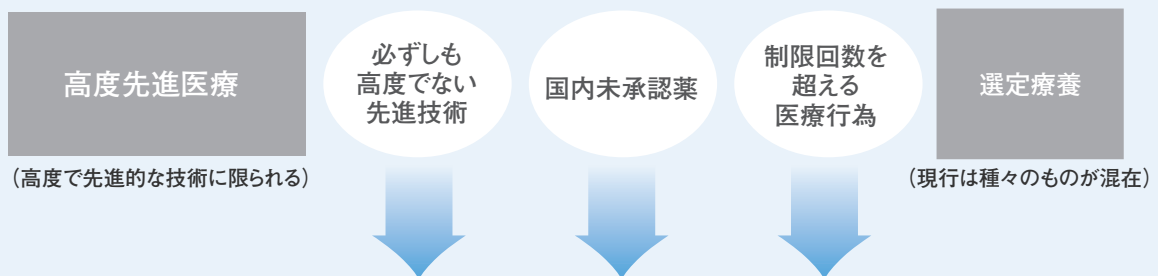 高度先進医療
必ずしも
高度でない
先進技術
国内未承認薬
制限回数を
超える
医療行為
選定療養
(高度で先進的な技術に限られる)
(現行は種々のものが混在)